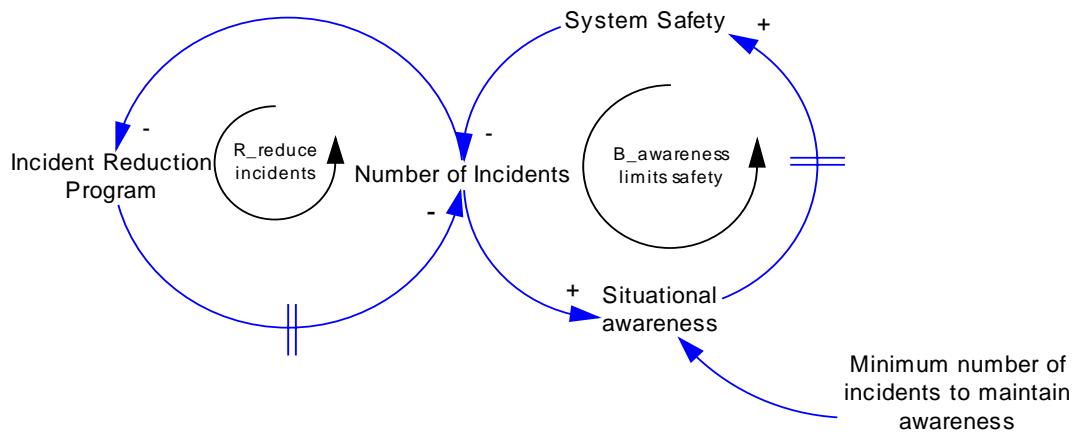 System Safety
+
-
-
Incident Reduction
Program
R_reduce
incidents
Number of Incidents
B_awareness
limits safety
-
+
Situational
awareness
Minimum number of
incidents to maintain
awareness